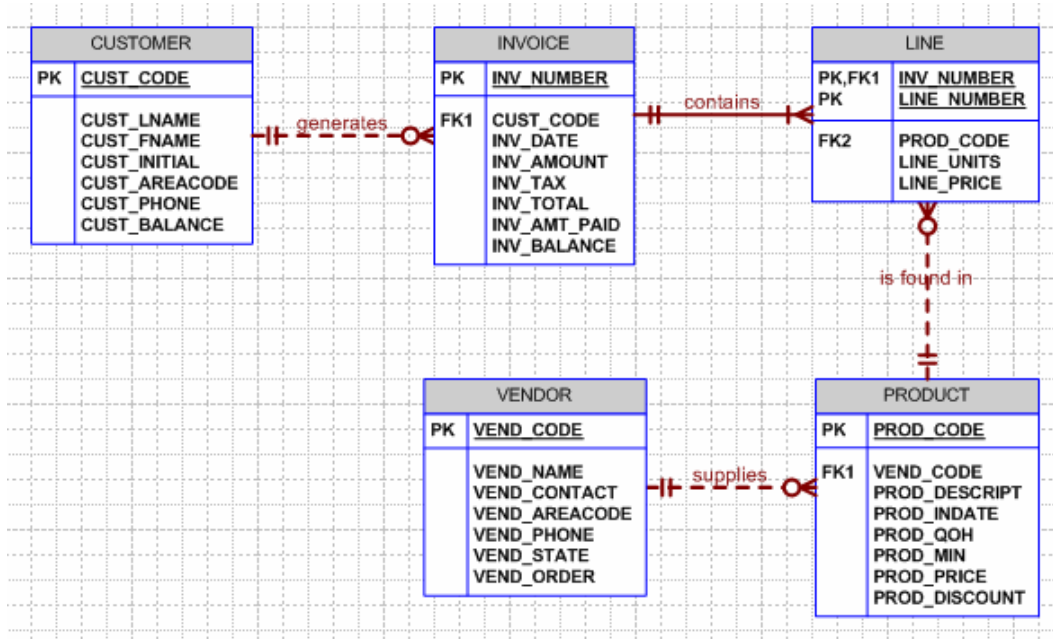 CUSTOMER
PK CUST_CODE
CUST_LNAME
CUST_FNAME
CUST_INITIAL
CUST_AREACODE
CUST_PHONE
CUST_BALANCE
generates
INVOICE
PK INV_NUMBER
FK1 CUST_CODE
INV_DATE
INV_AMOUNT
INV_TAX
INV_TOTAL
INV_AMT_PAID
INV_BALANCE
contains
LINE
PK,FK1 INV_NUMBER
PK LINE_NUMBER
FK2 PROD_CODE
LINE_UNITS
LINE_PRICE
is found in
VENDOR
PK VEND_CODE
VEND_NAME
VEND_CONTACT
VEND_AREACODE
VEND_PHONE
VEND_STATE
VEND_ORDER
supplies
PRODUCT
PK PROD_CODE
FK1 VEND_CODE
PROD_DESCRIPT
PROD_INDATE
PROD_QOH
PROD_MIN
PROD_PRICE
PROD_DISCOUNT